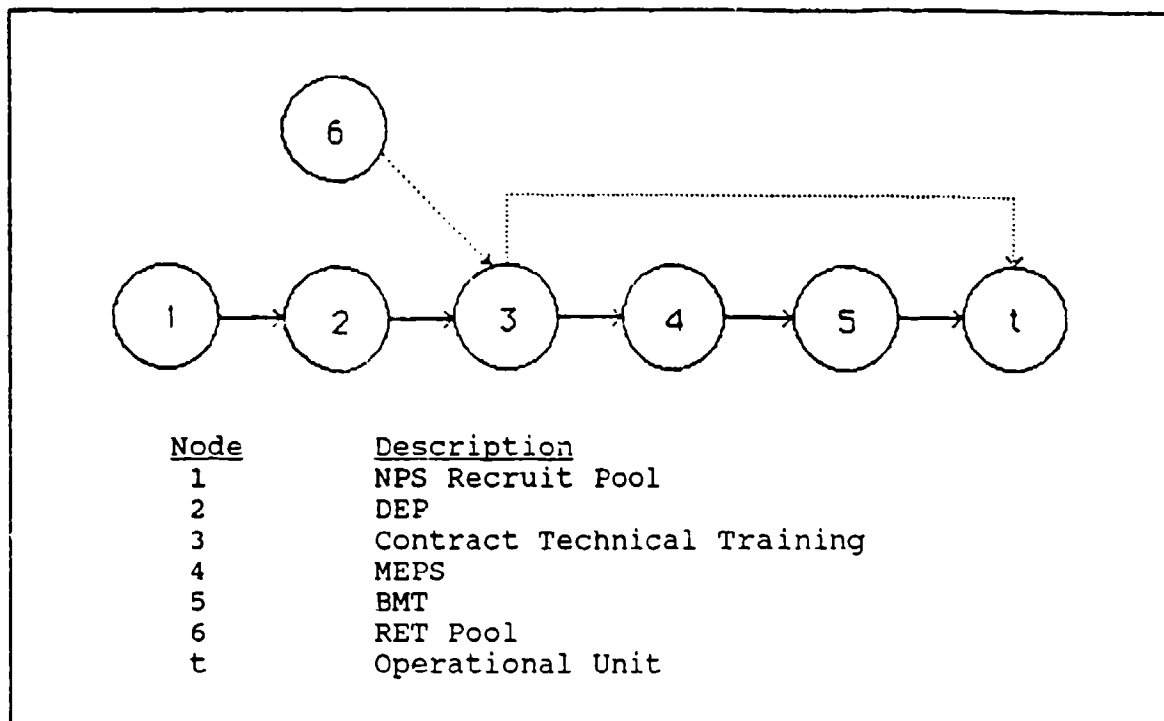 6
1 2 3 4 5 t
Node Description
1 NPS Recruit Pool
2 DEP
3 Contract Technical Training
4 MEPS
5 BMT
6 RET Pool
t Operational Unit